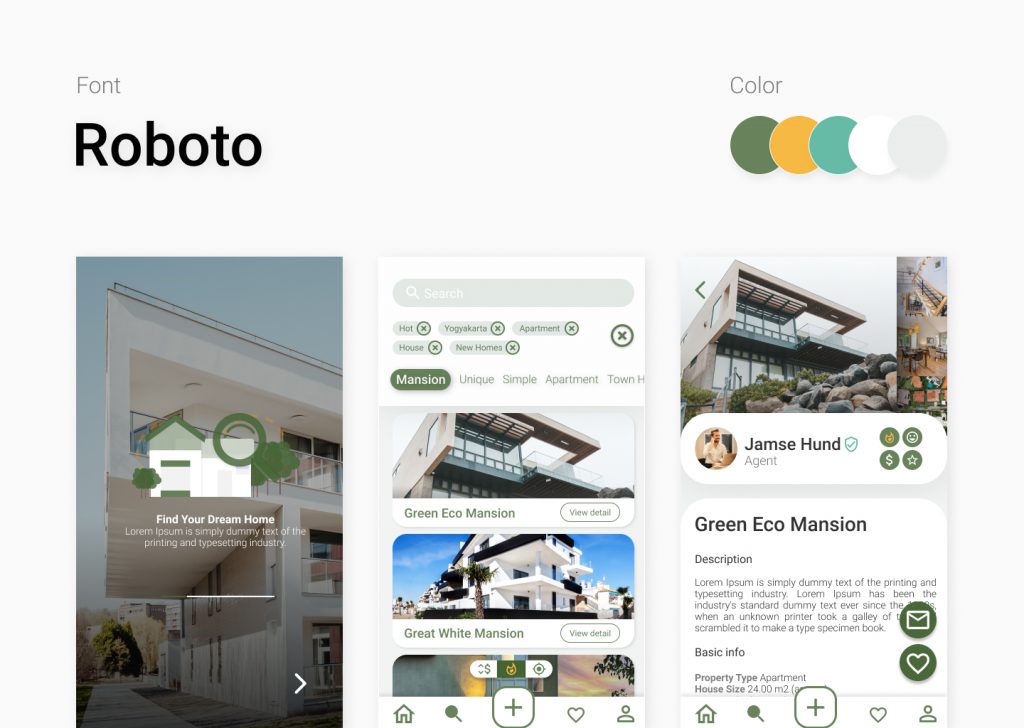 Font
Color
Roboto
Find Your Dream Home
Lorem Ipsum is simply dummy text of the
printing and typesetting industry.
Search
Hot
Yogyakarta
Apartment
House
New Homes
Mansion
Unique
Simple
Apartment
Town H
Green Eco Mansion
View detail
Great White Mansion
View detail
$
Jamse Hund
Agent
$
Green Eco Mansion
Description
Lorem Ipsum is simply dummy text of the printing and
typesetting industry. Lorem Ipsum has been the
industry's standard dummy text ever since the
when an unknown printer took a galley of
scrambled it to make a type specimen book.
Basic info
Property Type Apartment
House Size 24.00 m2